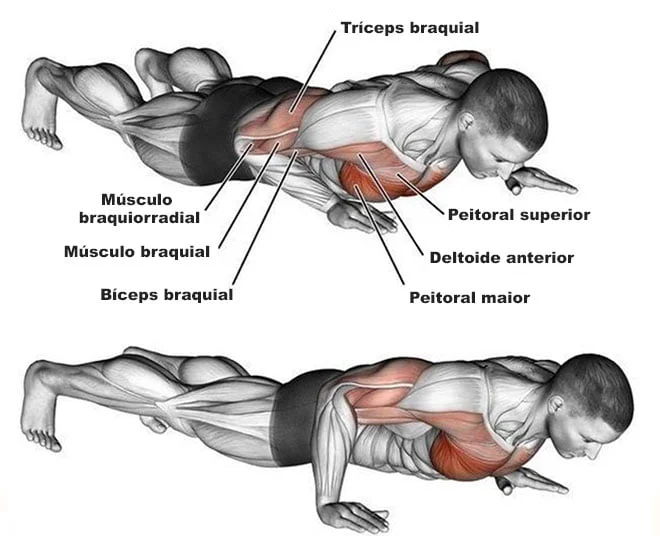 Tríceps braquial
Músculo
braquiorradial
Peitoral superior
Músculo braquial
Deltoide anterior
Bíceps braquial
Peitoral maior